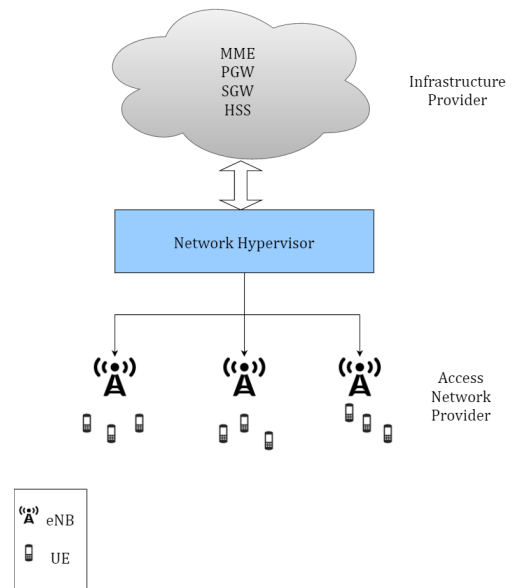 MME
PGW
SGW
HSS
Infrastructure
Provider
Network Hypervisor
Access
Network
Provider
eNB
UE